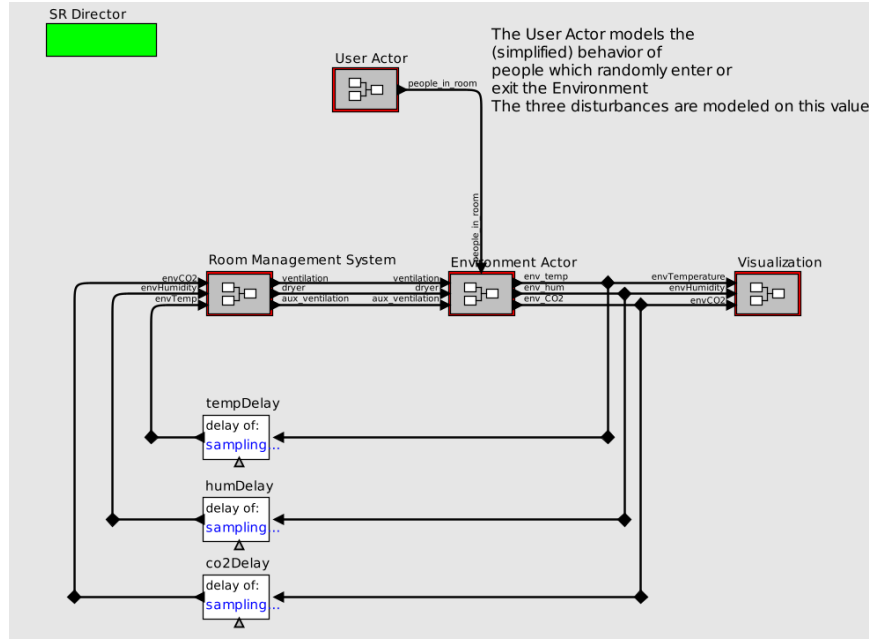 SR Director
The User Actor models the
(simplified) behavior of
people which randomly enter or
exit the Environment
The three disturbances are modeled on this value
User Actor
people_in_room
people_in_room
Room Management System
envCO2
envHumidity
envTemp
ventilation
dryer
aux_ventilation
ventilation
dryer
aux_ventilation
Environment Actor
env_temp
env_hum
env_CO2
Visualization
envTemperature
envHumidity
envCO2
tempDelay
delay of:
sampling...
humDelay
delay of:
sampling...
co2Delay
delay of:
sampling...